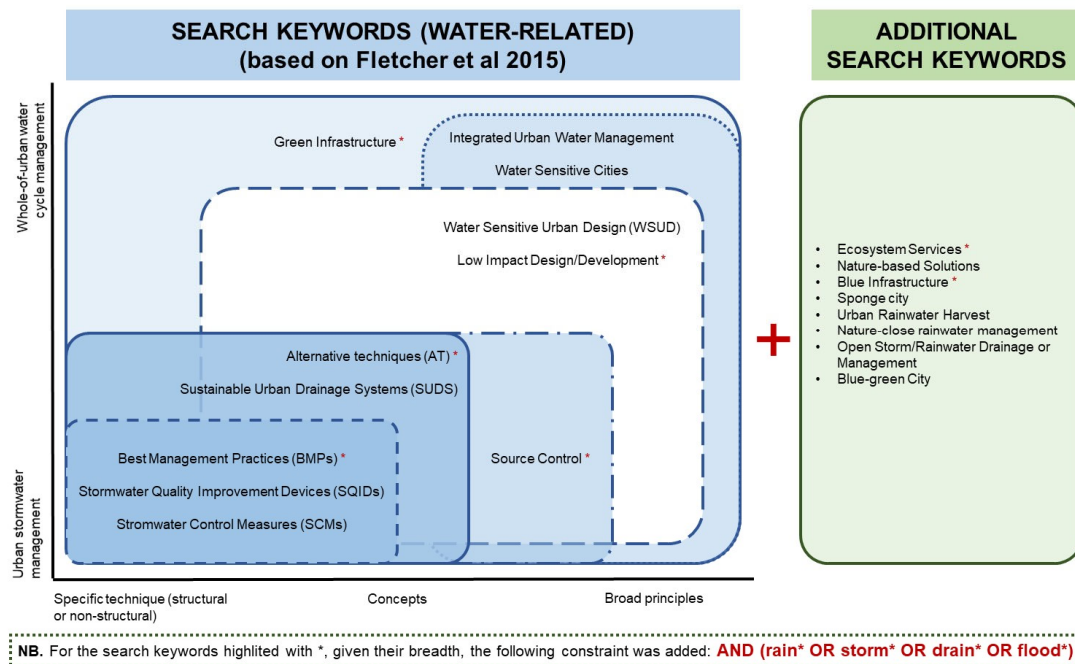 SEARCH KEYWORDS (WATER-RELATED)
(based on Fletcher et al 2015)
ADDITIONAL
SEARCH KEYWORDS
Whole-of-urban water
cycle management
Green Infrastructure *
Integrated Urban Water Management
Water Sensitive Cities
Water Sensitive Urban Design (WSUD)
Low Impact Design/Development *
Alternative techniques (AT) *
Sustainable Urban Drainage Systems (SUDS)
Best Management Practices (BMPs) *
Source Control *
Stormwater Quality Improvement Devices (SQIDs)
Stromwater Control Measures (SCMs)
Urban stormwater
management
Specific technique (structural
or non-structural)
Concepts
Broad principles
+
• Ecosystem Services *
• Nature-based Solutions
• Blue Infrastructure *
• Sponge city
• Urban Rainwater Harvest
• Nature-close rainwater management
• Open Storm/Rainwater Drainage or
Management
• Blue-green City
NB. For the search keywords highlited with *, given their breadth, the following constraint was added: AND (rain* OR storm* OR drain* OR flood*)